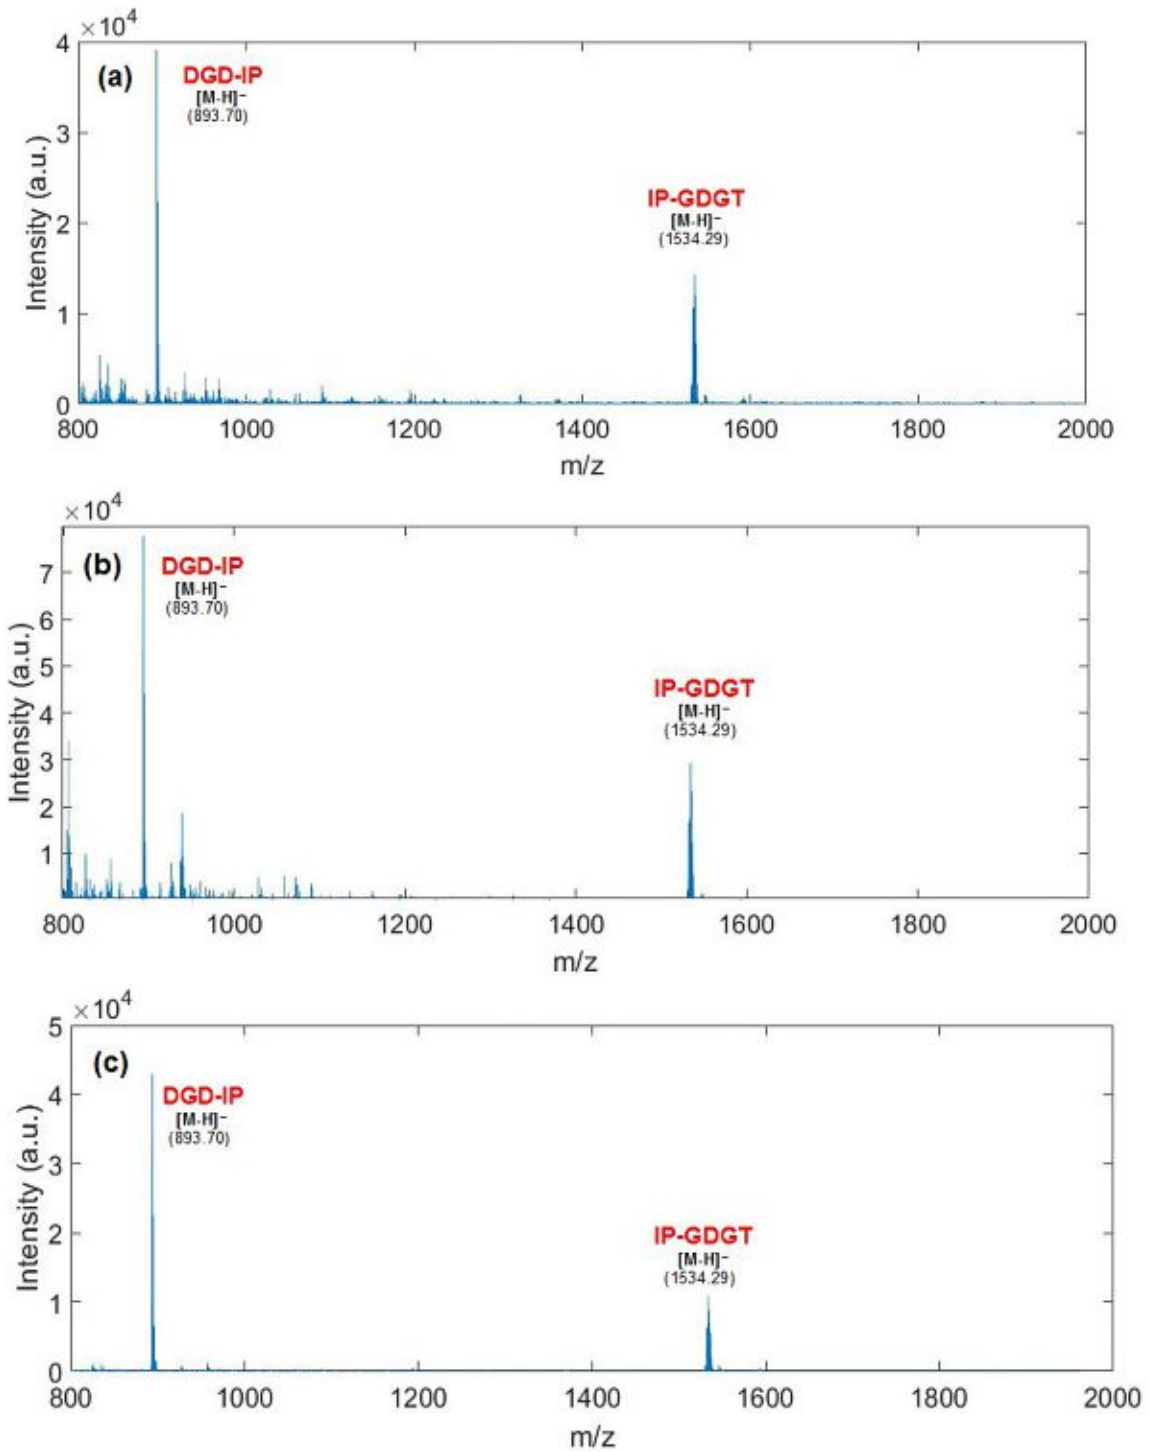 ×10⁴
4
(a)
DGD-IP
[M-H]⁻
(893.70)
3
IP-GDGT
[M-H]⁻
(1534.29)
2
1
0
Intensity (a.u.)
800 1000 1200 1400 1600 1800 2000
m/z
×10⁴
(b)
DGD-IP
[M-H]⁻
(893.70)
7
6
5
IP-GDGT
[M-H]⁻
(1534.29)
4
3
2
1
Intensity (a.u.)
800 1000 1200 1400 1600 1800 2000
m/z
×10⁴
5
(c)
DGD-IP
[M-H]⁻
(893.70)
4
3
IP-GDGT
[M-H]⁻
(1534.29)
2
1
0
Intensity (a.u.)
800 1000 1200 1400 1600 1800 2000
m/z